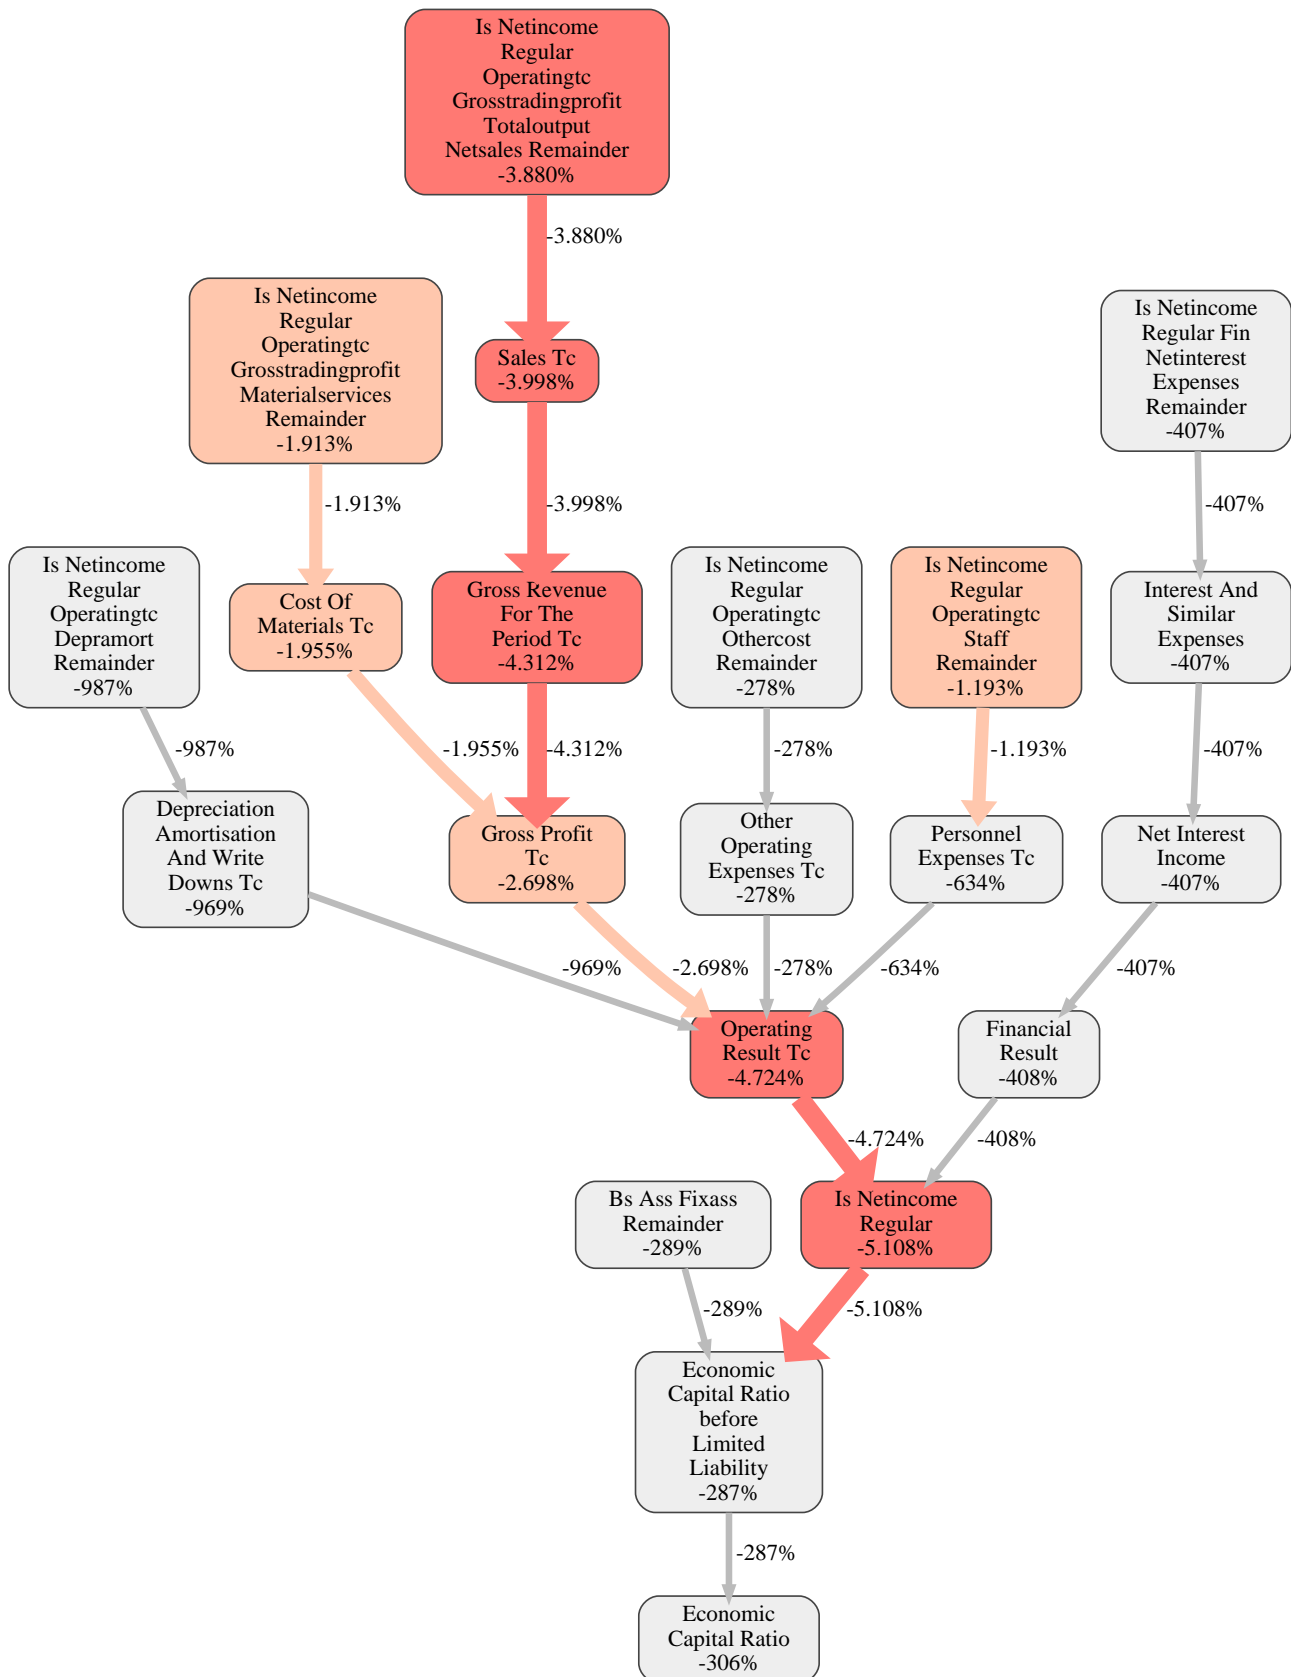 Is Netincome
Regular
Operatingtc
Grosstradingprofit
Totaloutput
Netsales Remainder
-3.880%
-3.880%
Is Netincome
Regular
Operatingtc
Grosstradingprofit
Materialservices
Remainder
-1.913%
Sales Tc
-3.998%
Is Netincome
Regular Fin
Netinterest
Expenses
Remainder
-407%
-1.913%
-3.998%
-407%
Is Netincome
Regular
Operatingtc
Depramort
Remainder
-987%
Cost Of
Materials Tc
-1.955%
Gross Revenue
For The
Period Tc
-4.312%
Is Netincome
Regular
Operatingtc
Othercost
Remainder
-278%
Is Netincome
Regular
Operatingtc
Staff
Remainder
-1.193%
Interest And
Similar
Expenses
-407%
-987%
-1.955%
-4.312%
-278%
-1.193%
-407%
Depreciation
Amortisation
And Write
Downs Tc
-969%
Gross Profit
Tc
-2.698%
Other
Operating
Expenses Tc
-278%
Personnel
Expenses Tc
-634%
Net Interest
Income
-407%
-969%
-2.698%
-278%
-634%
-407%
Operating
Result Tc
-4.724%
Financial
Result
-408%
-4.724%
-408%
Bs Ass Fixass
Remainder
-289%
Is Netincome
Regular
-5.108%
-289%
-5.108%
Economic
Capital Ratio
before
Limited
Liability
-287%
-287%
Economic
Capital Ratio
-306%